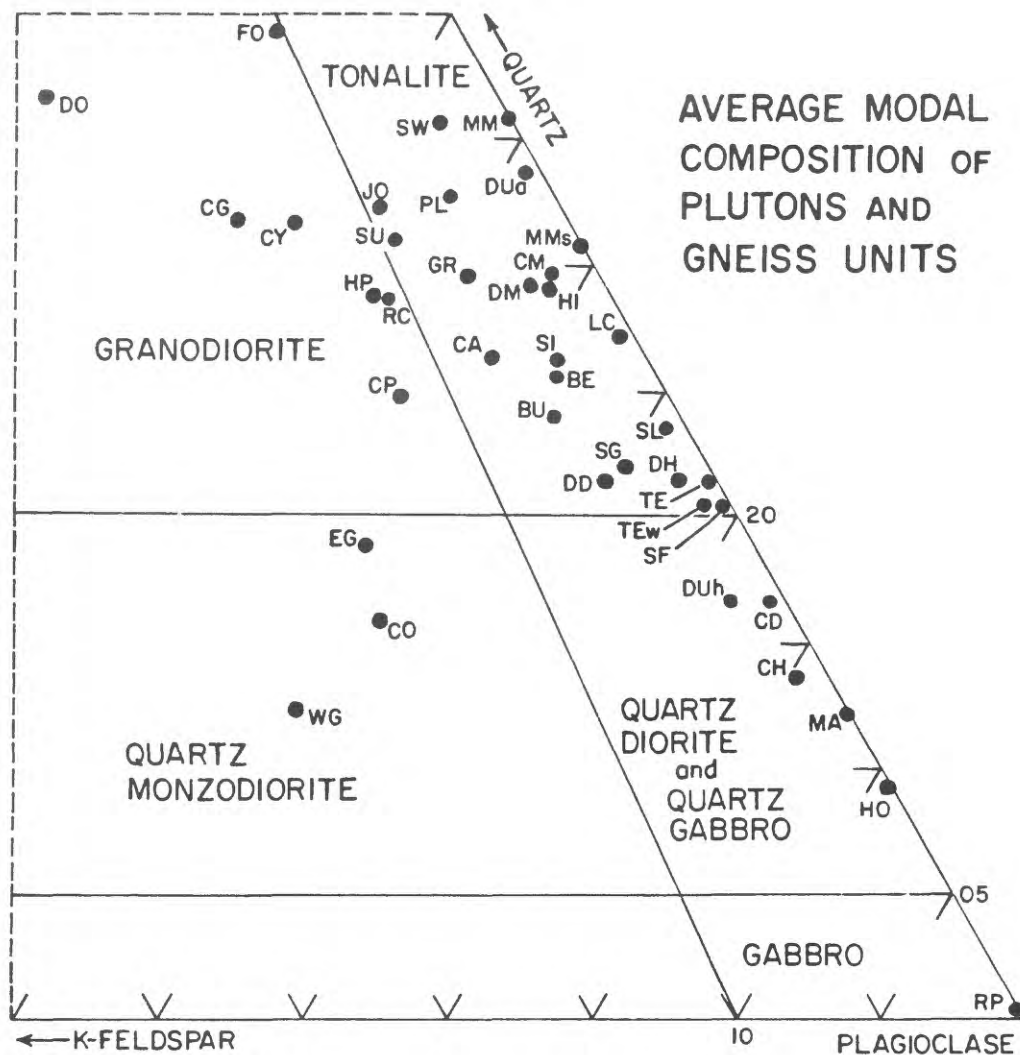 AVERAGE MODAL
COMPOSITION OF
PLUTONS AND
GNEISS UNITS
QUARTZ
FO
TONALITE
DO
SW
MM
DUa
JO
PL
CG
CY
SU
MMs
GR
CM
DM
HI
HP
RC
LC
GRANODIORITE
CA
SI
BE
CP
BU
SL
SG
DH
DD
TE
20
TEw
SF
EG
DUh
CD
CO
CH
WG
MA
QUARTZ
MONZODIORITE
QUARTZ
DIORITE
and
QUARTZ
GABBRO
HO
05
GABBRO
RP
K-FELDSPAR
10
PLAGIOCLASE